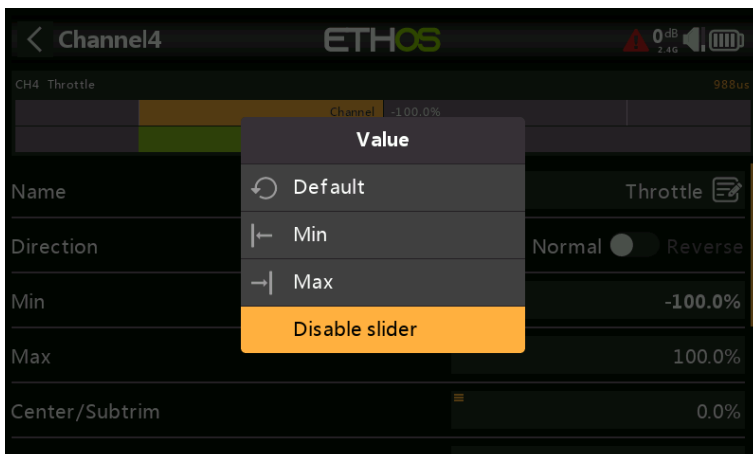 Channel4
ETHOS
0dB
2.4G
CH4 Throttle
988us
Channel -100.0%
Value
Default
Min
Max
Disable slider
Name
Throttle
Direction
Normal Reverse
Min
-100.0%
Max
100.0%
Center/Subtrim
0.0%